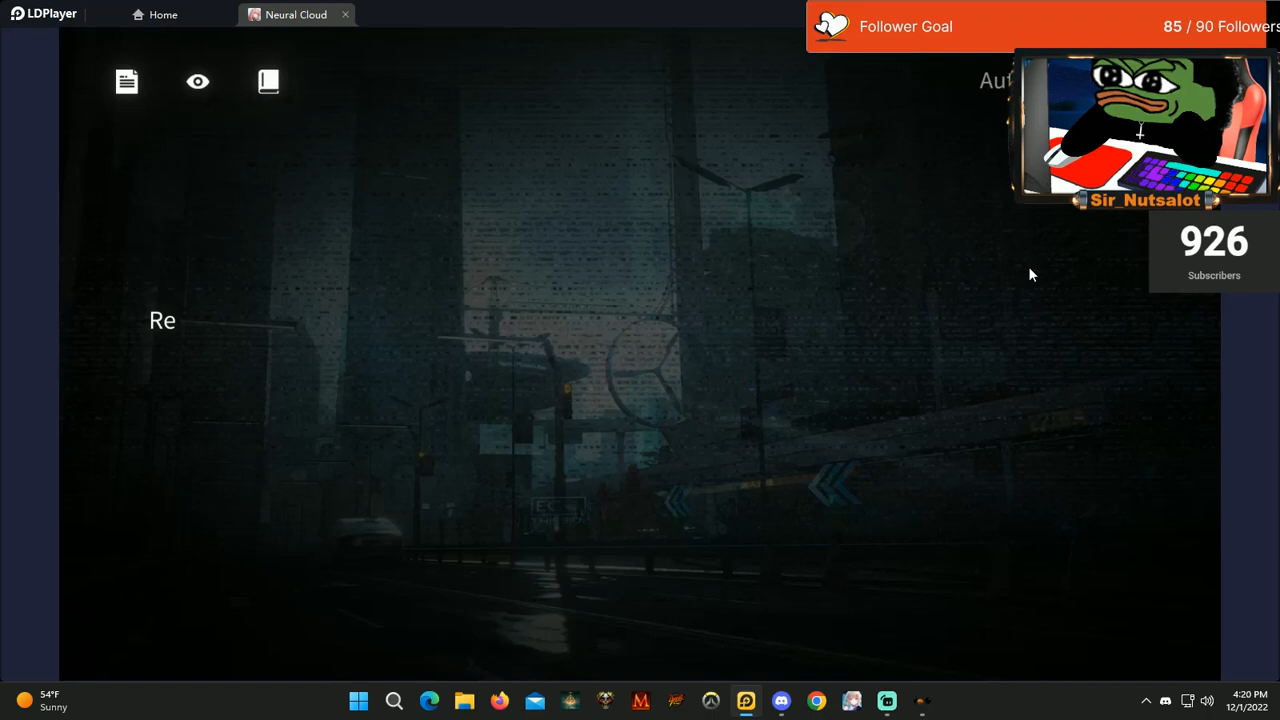 LDPlayer
Home
Neural Cloud
Follower Goal
85 / 90 Followers
Aut
Sir_Nutsalot
926
Subscribers
Re
54°F
Sunny
4:20 PM
12/1/2022